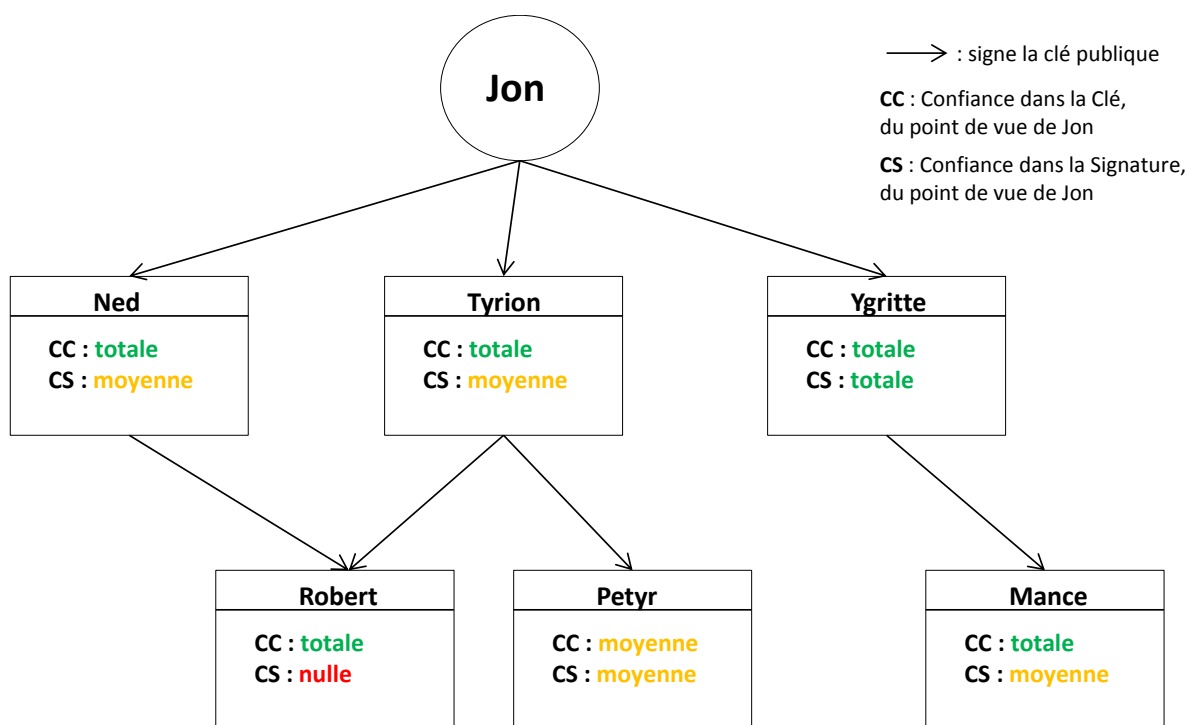 Jon
: signe la clé publique
CC : Confiance dans la Clé,
du point de vue de Jon
CS : Confiance dans la Signature,
du point de vue de Jon
Ned
CC : totale
CS : moyenne
Tyrion
CC : totale
CS : moyenne
Ygritte
CC : totale
CS : totale
Robert
CC : totale
CS : nulle
Petyr
CC : moyenne
CS : moyenne
Mance
CC : totale
CS : moyenne